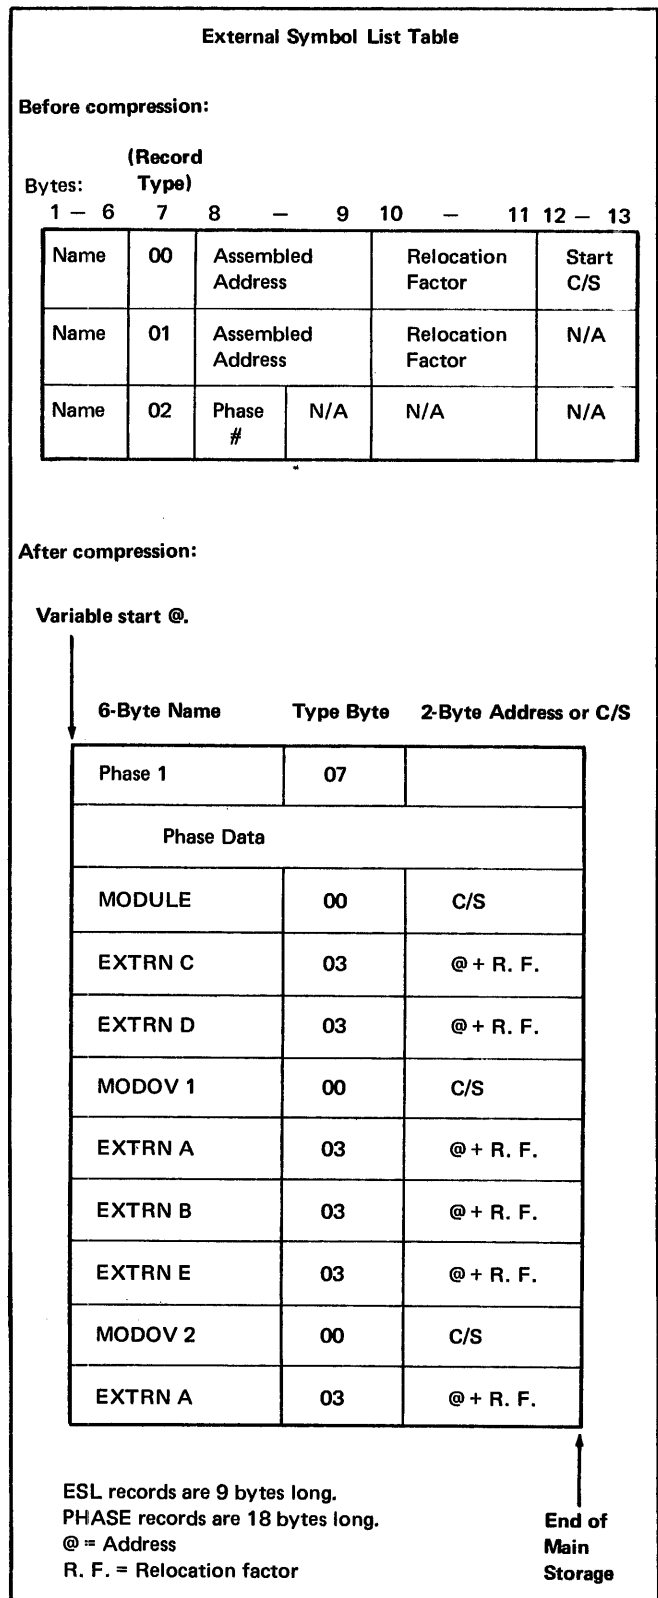 External Symbol List Table
Before compression:
(Record
Bytes: Type)
1 — 6 7 8 — 9 10 — 11 12 — 13
Name 00 Assembled Relocation Start
Address Factor C/S
Name 01 Assembled Relocation N/A
Address Factor
Name 02 Phase N/A N/A N/A
#
After compression:
Variable start @.
6-Byte Name Type Byte 2-Byte Address or C/S
Phase 1 07
Phase Data
MODULE 00 C/S
EXTRN C 03 @ + R. F.
EXTRN D 03 @ + R. F.
MODOV 1 00 C/S
EXTRN A 03 @ + R. F.
EXTRN B 03 @ + R. F.
EXTRN E 03 @ + R. F.
MODOV 2 00 C/S
EXTRN A 03 @ + R. F.
ESL records are 9 bytes long.
PHASE records are 18 bytes long. End of
@ = Address Main
R. F. = Relocation factor Storage